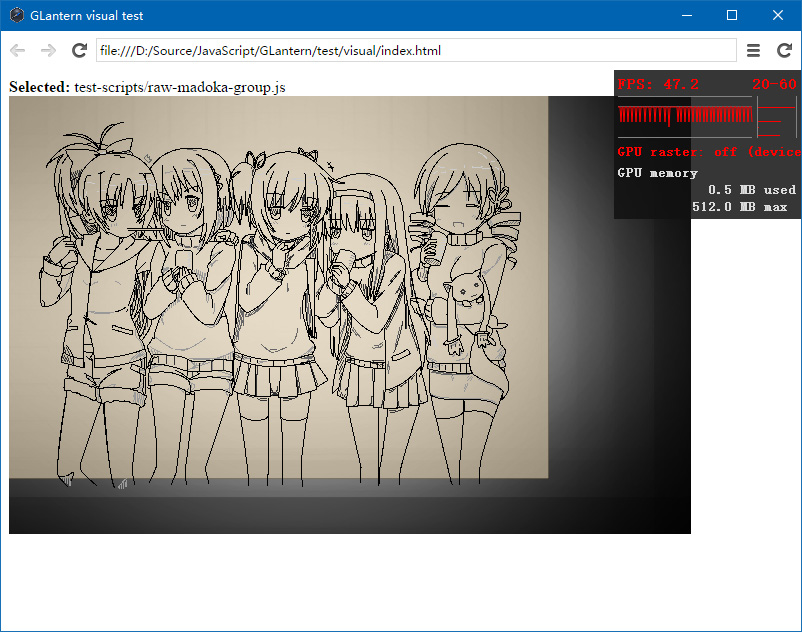 GLantern visual test
file:///D:/Source/JavaScript/GLantern/test/visual/index.html
Selected: test-scripts/raw-madoka-group.js
FPS: 47.2 20-60
GPU raster: off (device
GPU memory
0.5 MB used
512.0 MB max